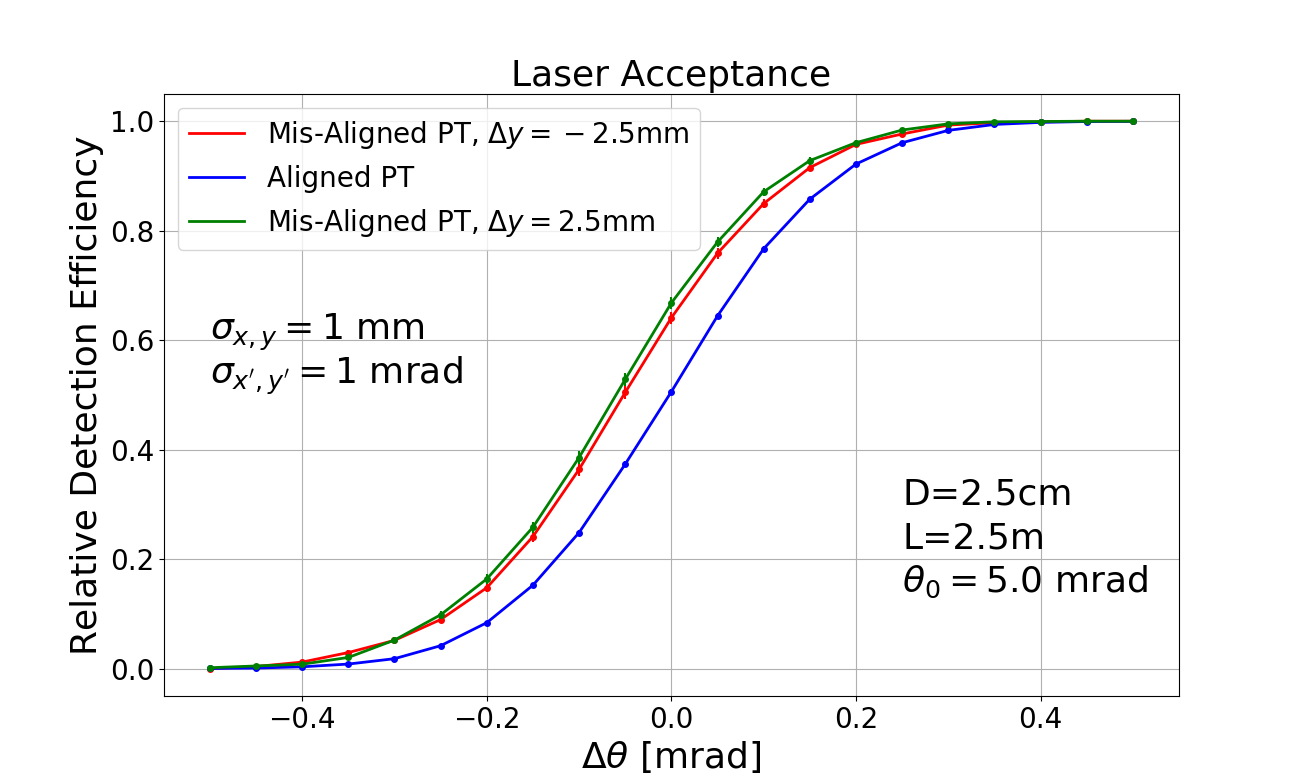 Laser Acceptance
Mis-Aligned PT, Δy = −2.5mm
Aligned PT
Mis-Aligned PT, Δy = 2.5mm
σx,y = 1 mm
σx′,y′ = 1 mrad
D=2.5cm
L=2.5m
θ0 = 5.0 mrad
Relative Detection Efficiency
1.0
0.8
0.6
0.4
0.2
0.0
−0.4
−0.2
0.0
0.2
0.4
Δθ [mrad]